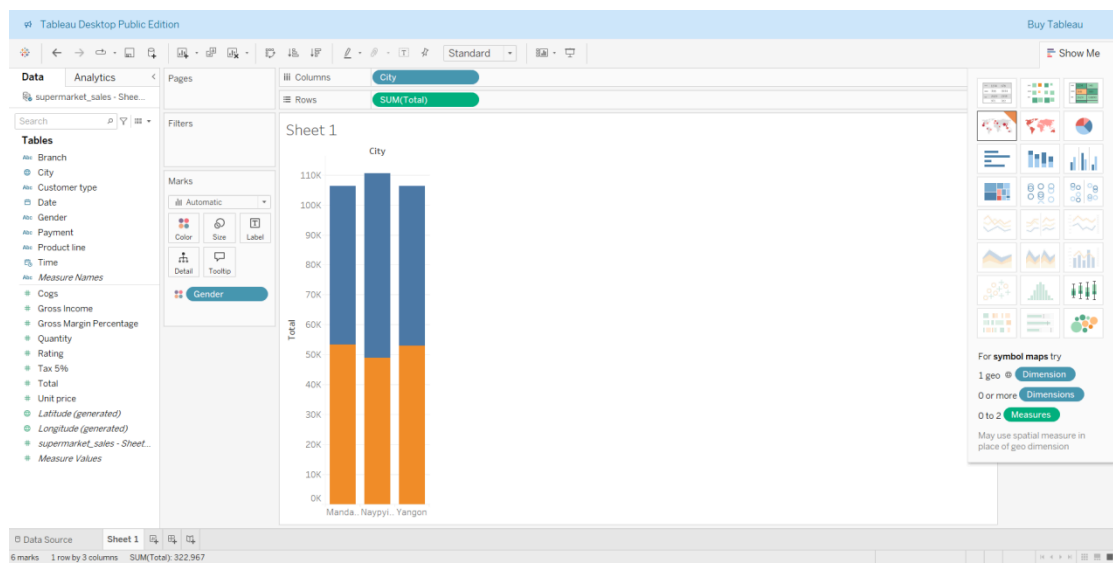 Tableau Desktop Public Edition
Buy Tableau
Standard
Show Me
Data
Analytics
supermarket_sales - Shee...
Search
Tables
Abc Branch
City
Abc Customer type
Date
Abc Gender
Abc Payment
Abc Product line
Time
Abc Measure Names
# Cogs
# Gross Income
# Gross Margin Percentage
# Quantity
# Rating
# Tax 5%
# Total
# Unit price
Latitude (generated)
Longitude (generated)
# supermarket_sales - Sheet...
# Measure Values
Pages
Filters
Marks
Automatic
Color
Size
Label
Detail
Tooltip
Gender
Columns
City
Rows
SUM(Total)
Sheet 1
City
Total
110K
100K
90K
80K
70K
60K
50K
40K
30K
20K
10K
0K
Manda.. Naypyi.. Yangon
For symbol maps try
1 geo Dimension
0 or more Dimensions
0 to 2 Measures
May use spatial measure in
place of geo dimension
Data Source
Sheet 1
6 marks 1 row by 3 columns SUM(Total): 322,967